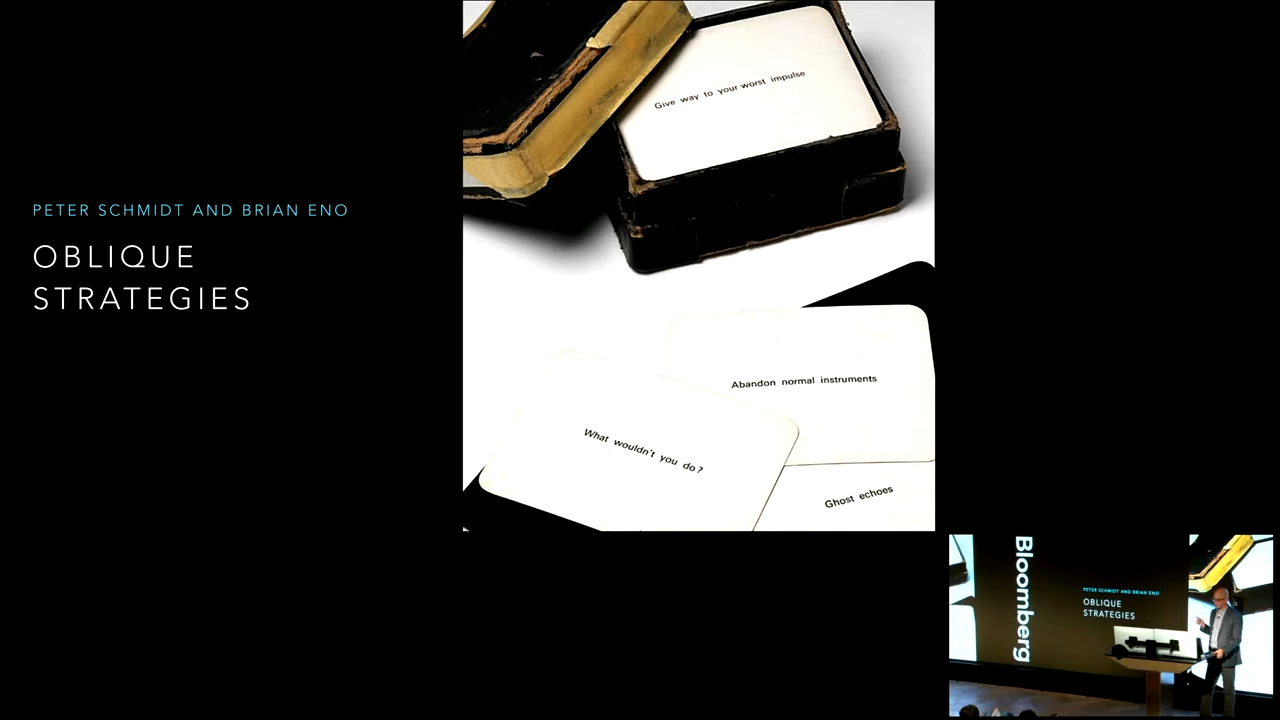 PETER SCHMIDT AND BRIAN ENO
OBLIQUE
STRATEGIES
Give way to your worst impulse
Abandon normal instruments
What wouldn't you do?
Ghost echoes
Bloomberg
PETER SCHMIDT AND BRIAN ENO
OBLIQUE
STRATEGIES